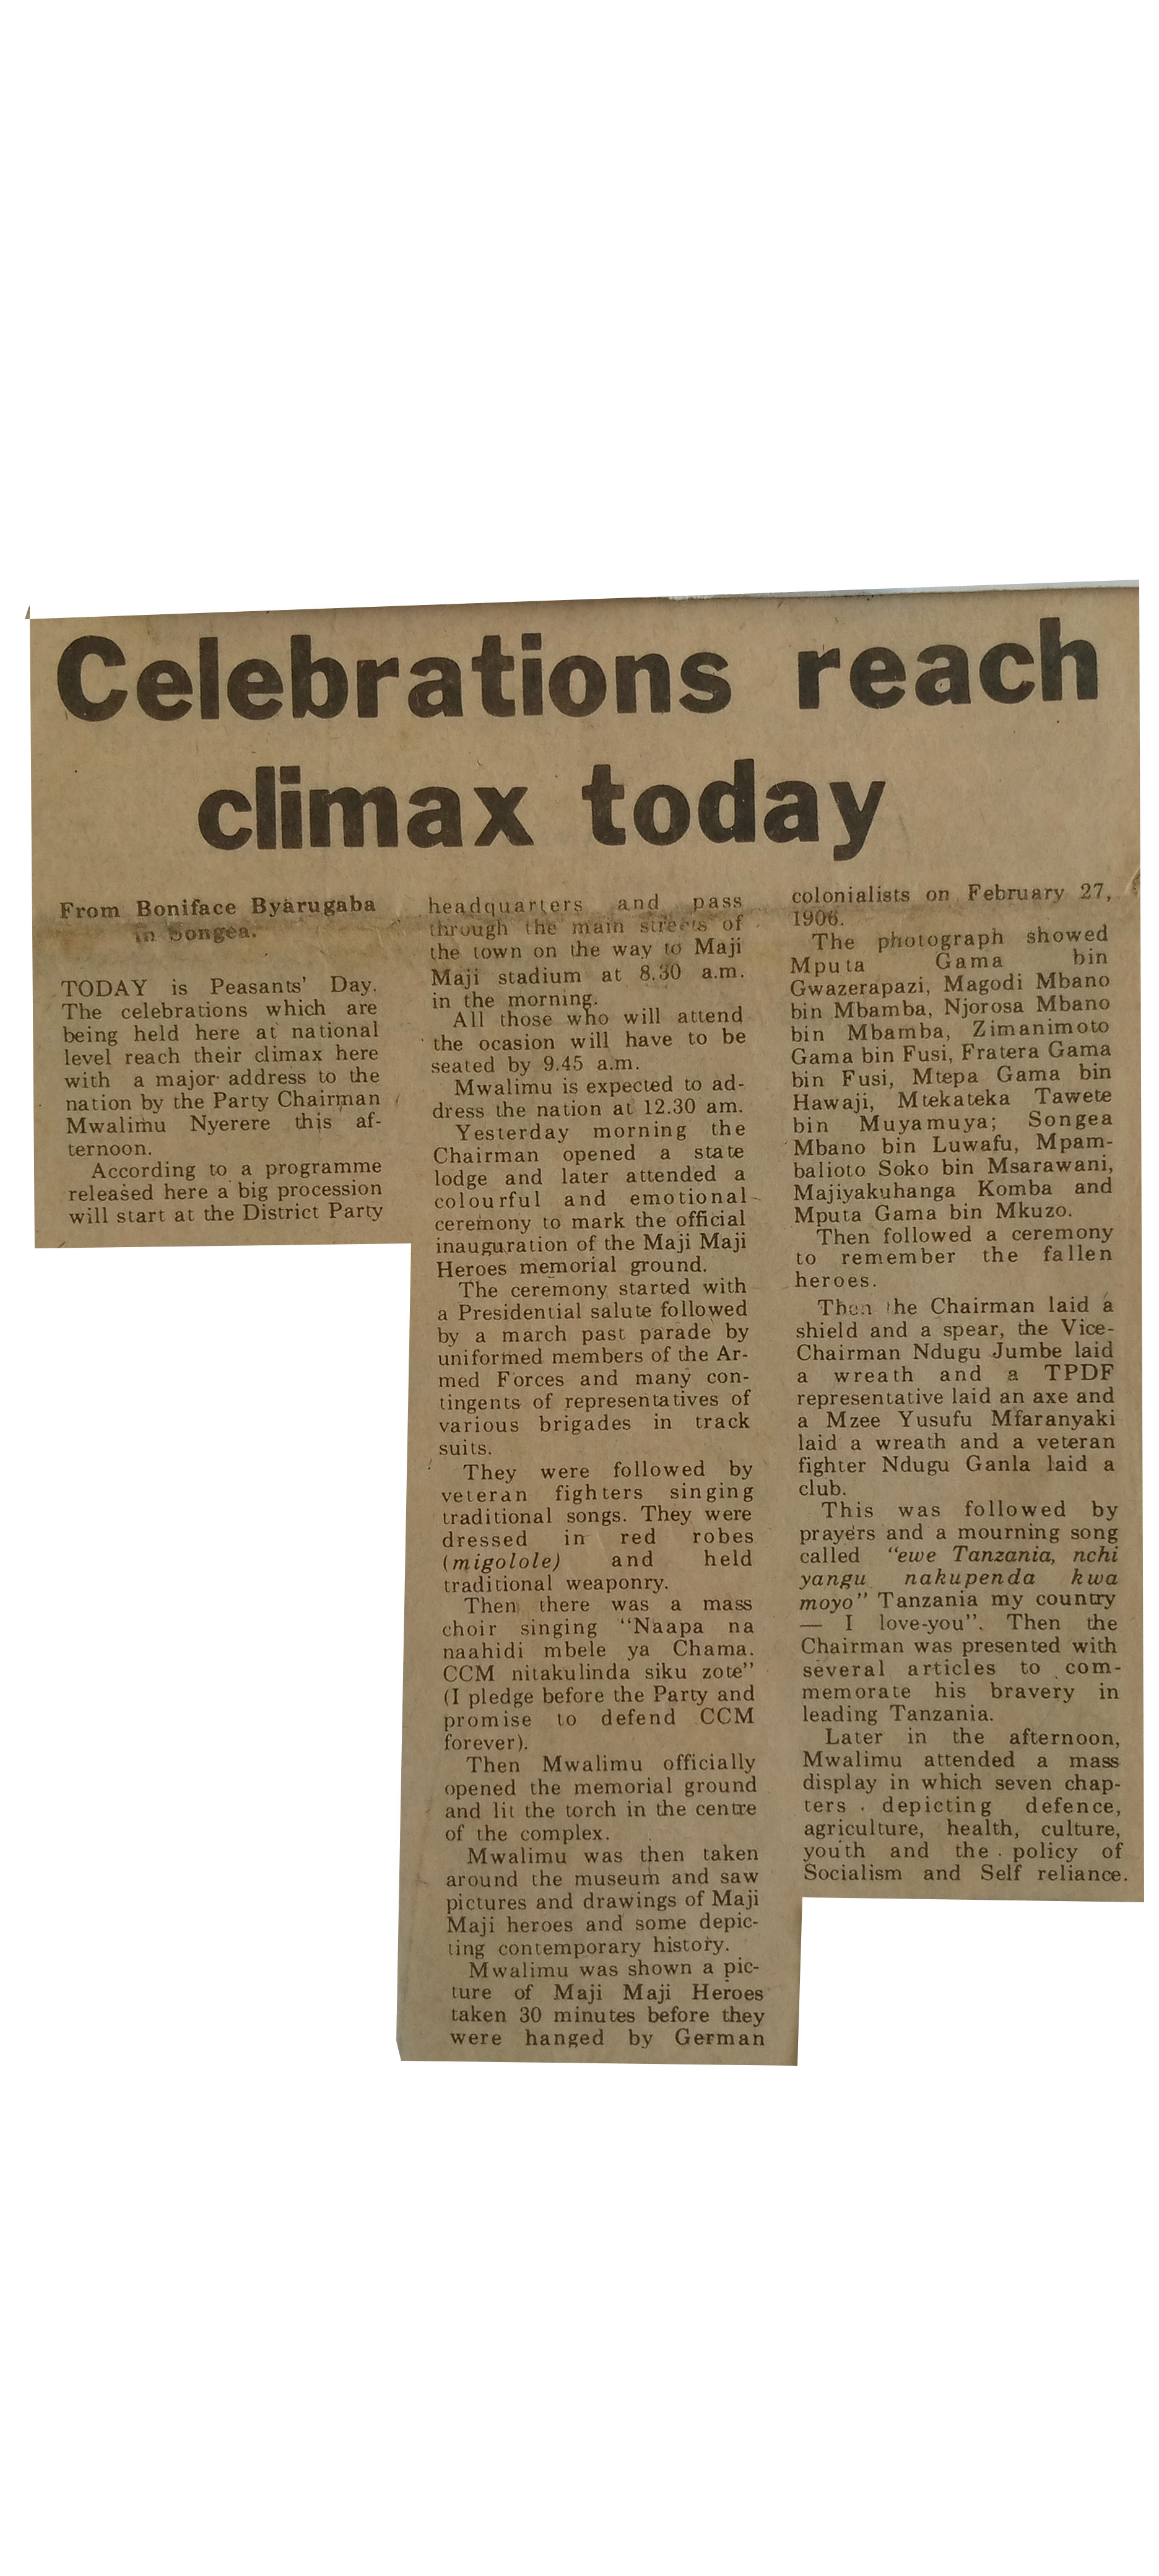 Celebrations reach
climax today
From Boniface Byarugaba
in Songea.
TODAY is Peasants' Day.
The celebrations which are
being held here at national
level reach their climax here
with a major address to the
nation by the Party Chairman
Mwalimu Nyerere this af-
ternoon.
According to a programme
released here a big procession
will start at the District Party
headquarters and pass
through the main streets of
the town on the way to Maji
Maji stadium at 8.30 a.m.
in the morning.
All those who will attend
the ocasion will have to be
seated by 9.45 a.m.
Mwalimu is expected to ad-
dress the nation at 12.30 am.
Yesterday morning the
Chairman opened a state
lodge and later attended a
colourful and emotional
ceremony to mark the official
inauguration of the Maji Maji
Heroes memorial ground.
The ceremony started with
a Presidential salute followed
by a march past parade by
uniformed members of the Ar-
med Forces and many con-
tingents of representatives of
various brigades in track
suits.
They were followed by
veteran fighters singing
traditional songs. They were
dressed in red robes
(migolole) and held
traditional weaponry.
Then there was a mass
choir singing "Naapa na
naahidi mbele ya Chama.
CCM nitakulinda siku zote"
(I pledge before the Party and
promise to defend CCM
forever).
Then Mwalimu officially
opened the memorial ground
and lit the torch in the centre
of the complex.
Mwalimu was then taken
around the museum and saw
pictures and drawings of Maji
Maji heroes and some depic-
ting contemporary history.
Mwalimu was shown a pic-
ture of Maji Maji Heroes
taken 30 minutes before they
were hanged by German
colonialists on February 27,
1906.
The photograph showed
Mputa Gama bin
Gwazerapazi, Magodi Mbano
bin Mbamba, Njorosa Mbano
bin Mbamba, Zimanimoto
Gama bin Fusi, Fratera Gama
bin Fusi, Mtepa Gama bin
Hawaji, Mtekateka Tawete
bin Muyamuya; Songea
Mbano bin Luwafu, Mpam-
balioto Soko bin Msarawani,
Majiyakuhanga Komba and
Mputa Gama bin Mkuzo.
Then followed a ceremony
to remember the fallen
heroes.
Then the Chairman laid a
shield and a spear, the Vice-
Chairman Ndugu Jumbe laid
a wreath and a TPDF
representative laid an axe and
a Mzee Yusufu Mfaranyaki
laid a wreath and a veteran
fighter Ndugu Ganla laid a
club.
This was followed by
prayers and a mourning song
called "ewe Tanzania, nchi
yangu nakupenda kwa
moyo" Tanzania my country
— I love-you". Then the
Chairman was presented with
several articles to com-
memorate his bravery in
leading Tanzania.
Later in the afternoon,
Mwalimu attended a mass
display in which seven chap-
ters depicting defence,
agriculture, health, culture,
youth and the policy of
Socialism and Self reliance.